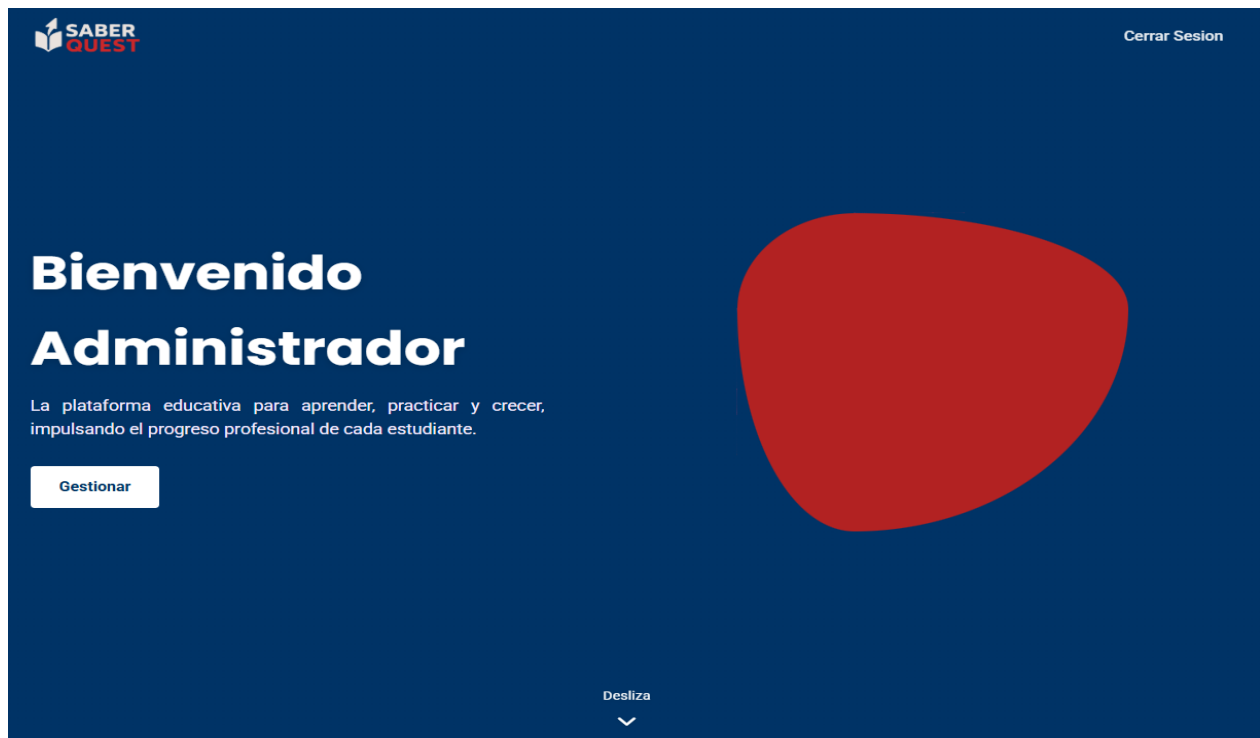 SABER
QUEST
Cerrar Sesion
Bienvenido
Administrador
La plataforma educativa para aprender, practicar y crecer,
impulsando el progreso profesional de cada estudiante.
Gestionar
Desliza